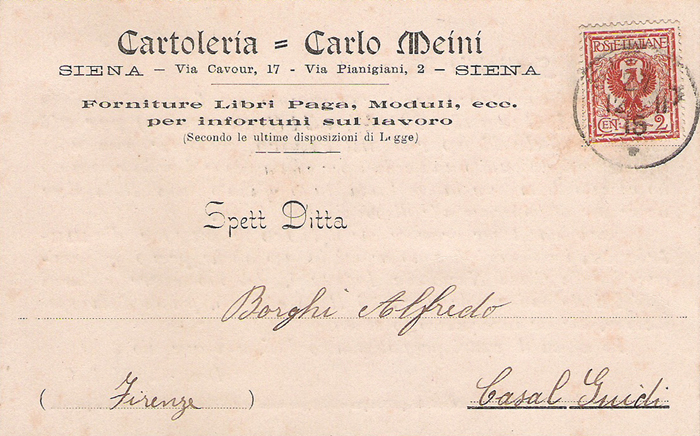 Cartoleria = Carlo Meini
SIENA — Via Cavour, 17 - Via Pianigiani, 2 — SIENA
Forniture Libri Paga, Moduli, ecc.
per infortuni sul lavoro
(Secondo le ultime disposizioni di Legge)
POSTE ITALIANE
CEN. 2
Spett Ditta
Borghi Alfredo
(Firenze) Casal Guidi